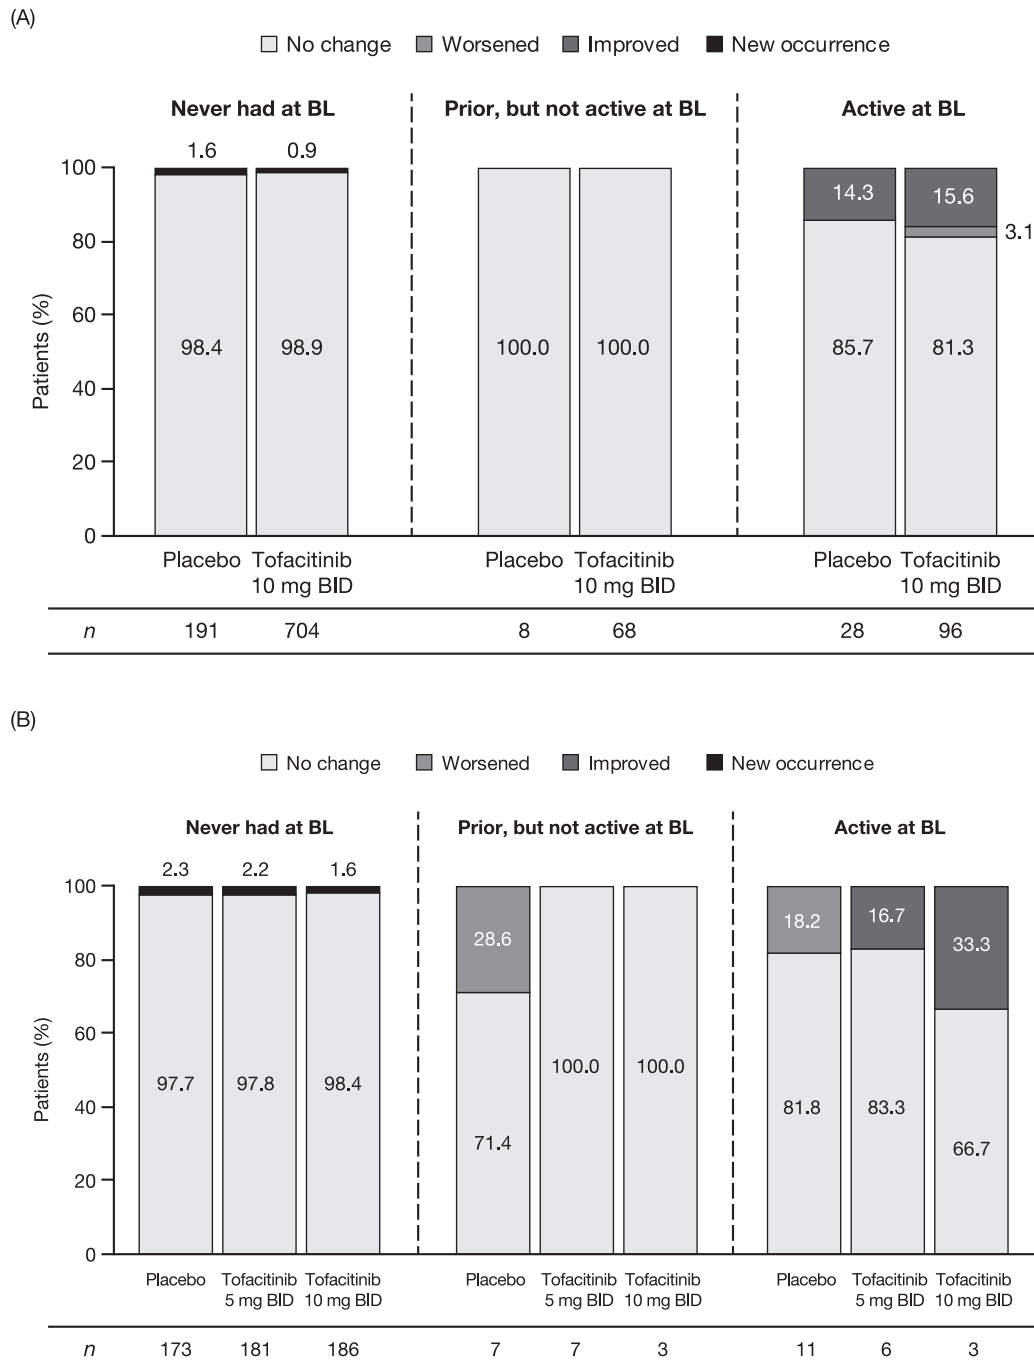 (A)
No change Worsened Improved New occurrence
Never had at BL Prior, but not active at BL Active at BL
1.6 0.9
100
14.3 15.6
80 3.1
60
98.4 98.9 100.0 100.0 85.7 81.3
Patients (%)
40
20
0
Placebo Tofacitinib Placebo Tofacitinib Placebo Tofacitinib
10 mg BID 10 mg BID 10 mg BID
n 191 704 8 68 28 96
(B)
No change Worsened Improved New occurrence
Never had at BL Prior, but not active at BL Active at BL
2.3 2.2 1.6
100
28.6 18.2 16.7 33.3
80
60
97.7 97.8 98.4 100.0 100.0
Patients (%)
40 81.8 83.3
71.4 66.7
20
0
Placebo Tofacitinib Tofacitinib Placebo Tofacitinib Tofacitinib Placebo Tofacitinib Tofacitinib
5 mg BID 10 mg BID 5 mg BID 10 mg BID 5 mg BID 10 mg BID
n 173 181 186 7 7 3 11 6 3